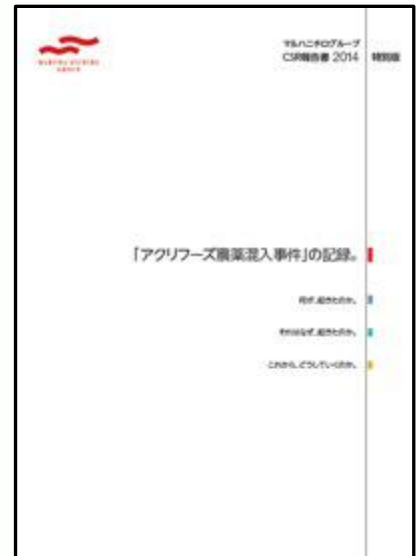 マルハニチログループ
CSR報告書 2014 特別版
MARUHA NICHIRO
GROUP
「アクリフーズ農薬混入事件」の記録。
何が、起きたのか。
それはなぜ、起きたのか。
これから、どうしていくのか。